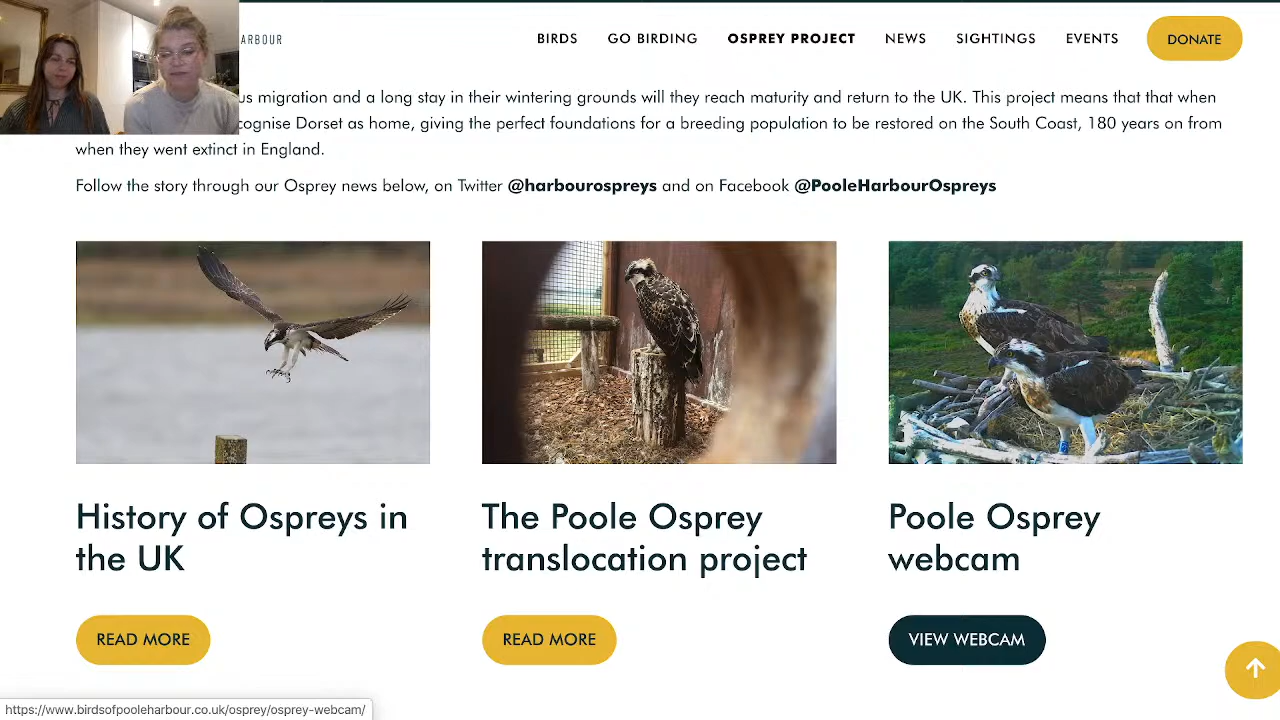 ARBOUR
BIRDS GO BIRDING OSPREY PROJECT NEWS SIGHTINGS EVENTS DONATE
us migration and a long stay in their wintering grounds will they reach maturity and return to the UK. This project means that that when
cognise Dorset as home, giving the perfect foundations for a breeding population to be restored on the South Coast, 180 years on from
when they went extinct in England.
Follow the story through our Osprey news below, on Twitter @harbourospreys and on Facebook @PooleHarbourOspreys
History of Ospreys in
the UK
READ MORE
The Poole Osprey
translocation project
READ MORE
Poole Osprey
webcam
VIEW WEBCAM
https://www.birdsofpooleharbour.co.uk/osprey/osprey-webcam/